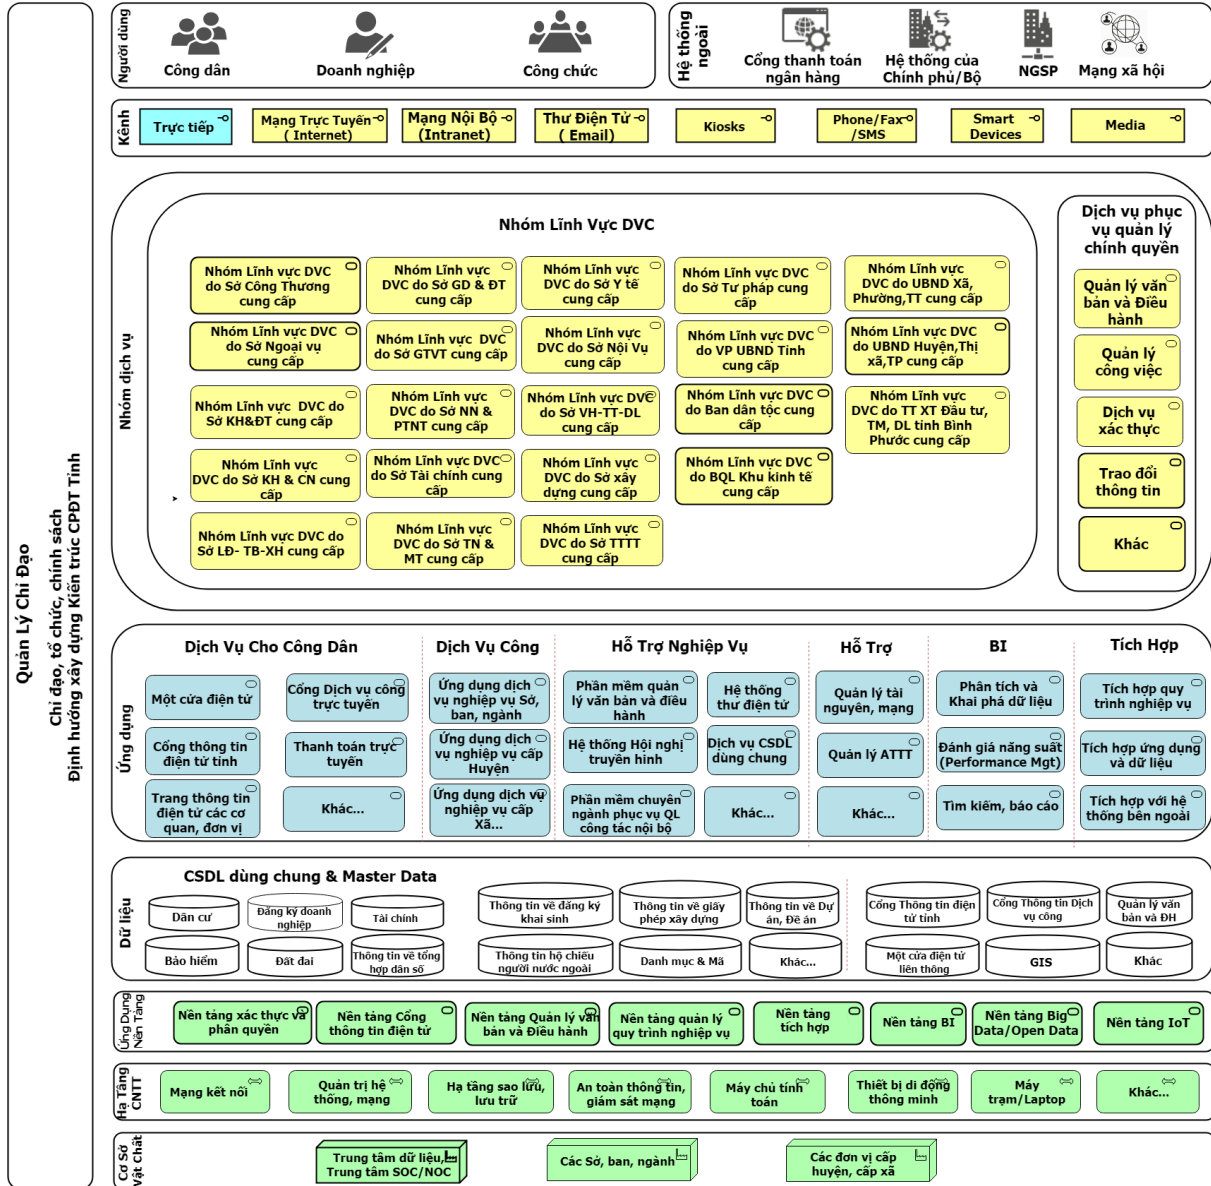 Quản Lý Chỉ Đạo
Chỉ đạo, tổ chức, chính sách
Định hướng xây dựng Kiến trúc CPĐT Tỉnh
Người dùng
Công dân
Doanh nghiệp
Công chức
Hệ thống
ngoài
Cổng thanh toán
ngân hàng
Hệ thống của
Chính phủ/Bộ
NGSP
Mạng xã hội
Kênh
Trực tiếp
Mạng Trực Tuyến
( Internet)
Mạng Nội Bộ
(Intranet)
Thư Điện Tử
( Email)
Kiosks
Phone/Fax
/SMS
Smart
Devices
Media
Nhóm dịch vụ
Nhóm Lĩnh Vực DVC
Nhóm Lĩnh vực DVC
do Sở Công Thương
cung cấp
Nhóm Lĩnh vực
DVC do Sở GD & ĐT
cung cấp
Nhóm Lĩnh vực
DVC do Sở Y tế
cung cấp
Nhóm Lĩnh vực DVC
do Sở Tư pháp cung
cấp
Nhóm Lĩnh vực
DVC do UBND Xã,
Phường,TT cung cấp
Nhóm Lĩnh vực DVC
do Sở Ngoại vụ
cung cấp
Nhóm Lĩnh vực  DVC
do Sở GTVT cung cấp
Nhóm Lĩnh vực
DVC do Sở Nội Vụ
cung cấp
Nhóm Lĩnh vực DVC
do VP UBND Tỉnh
cung cấp
Nhóm Lĩnh vực DVC
do UBND Huyện,Thị
xã,TP cung cấp
Nhóm Lĩnh vực  DVC do
Sở KH&ĐT cung cấp
Nhóm Lĩnh vực
DVC do Sở NN &
PTNT cung cấp
Nhóm Lĩnh vực DVC
do Sở VH-TT-DL
cung cấp
Nhóm Lĩnh vực DVC
do Ban dân tộc cung
cấp
Nhóm Lĩnh vực
DVC do TT XT Đầu tư,
TM, DL tỉnh Bình
Phước cung cấp
Nhóm Lĩnh vực
DVC do Sở KH & CN cung
cấp
Nhóm Lĩnh vực DVC
do Sở Tài chính cung
cấp
Nhóm Lĩnh vực
DVC do Sở xây
dựng cung cấp
Nhóm Lĩnh vực DVC
do BQL Khu kinh tế
cung cấp
Nhóm Lĩnh vực DVC do
Sở LĐ- TB-XH cung cấp
Nhóm Lĩnh vực
DVC do Sở TN &
MT cung cấp
Nhóm Lĩnh vực
DVC do Sở TTTT
cung cấp
Dịch vụ phục
vụ quản lý
chính quyền
Quản lý văn
bản và Điều
hành
Quản lý
công việc
Dịch vụ
xác thực
Trao đổi
thông tin
Khác
Ứng dụng
Dịch Vụ Cho Công Dân
Một cửa điện tử
Cổng Dịch vụ công
trực tuyến
Cổng thông tin
điện tử tỉnh
Thanh toán trực
tuyến
Trang thông tin
điện tử các cơ
quan, đơn vị
Khác...
Dịch Vụ Công
Ứng dụng dịch
vụ nghiệp vụ Sở,
ban, ngành
Ứng dụng dịch
vụ nghiệp vụ cấp
Huyện
Ứng dụng dịch vụ
nghiệp vụ cấp
Xã...
Hỗ Trợ Nghiệp Vụ
Phần mềm quản
lý văn bản và điều
hành
Hệ thống
thư điện tử
Hệ thống Hội nghị
truyền hình
Dịch vụ CSDL
dùng chung
Phần mềm chuyên
ngành phục vụ QL
công tác nội bộ
Khác...
Hỗ Trợ
Quản lý tài
nguyên, mạng
Quản lý ATTT
Khác...
BI
Phân tích và
Khai phá dữ liệu
Đánh giá năng suất
(Performance Mgt)
Tìm kiếm, báo cáo
Tích Hợp
Tích hợp quy
trình nghiệp vụ
Tích hợp ứng dụng
và dữ liệu
Tích hợp với hệ
thống bên ngoài
Dữ liệu
CSDL dùng chung & Master Data
Dân cư
Đăng ký doanh
nghiệp
Tài chính
Thông tin về đăng ký
khai sinh
Thông tin về giấy
phép xây dựng
Thông tin về Dự
án, Đề án
Cổng Thông tin điện
tử tỉnh
Cổng Thông tin Dịch
vụ công
Quản lý văn
bản và ĐH
Bảo hiểm
Đất đai
Thông tin về tổng
hợp dân số
Thông tin hộ chiếu
người nước ngoài
Danh mục & Mã
Khác...
Một cửa điện tử
liên thông
GIS
Khác
Ứng Dụng
Nền Tảng
Nền tảng xác thực và
phân quyền
Nền tảng Cổng
thông tin điện tử
Nền tảng Quản lý văn
bản và Điều hành
Nền tảng quản lý
quy trình nghiệp vụ
Nền tảng
tích hợp
Nền tảng BI
Nền tảng Big
Data/Open Data
Nền tảng IoT
Hạ Tầng
CNTT
Mạng kết nối
Quản trị hệ
thống, mạng
Hạ tầng sao lưu,
lưu trữ
An toàn thông tin,
giám sát mạng
Máy chủ tính
toán
Thiết bị di động
thông minh
Máy
trạm/Laptop
Khác...
Cơ Sở
Vật Chất
Trung tâm dữ liệu,
Trung tâm SOC/NOC
Các Sở, ban, ngành
Các đơn vị cấp
huyện, cấp xã